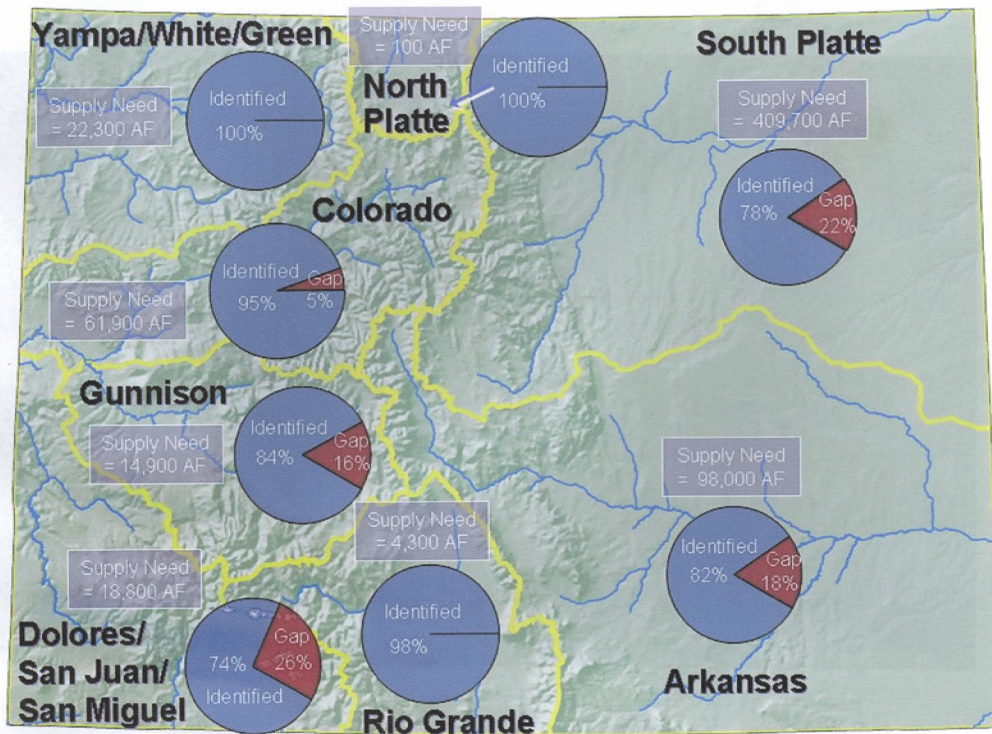 Yampa/White/Green
Supply Need
= 22,300 AF
Identified
100%
Supply Need
= 100 AF
North
Platte
Identified
100%
South Platte
Supply Need
= 409,700 AF
Identified
78%
Gap
22%
Colorado
Supply Need
= 61,900 AF
Identified
95%
Gap
5%
Gunnison
Supply Need
= 14,900 AF
Identified
84%
Gap
16%
Supply Need
= 98,000 AF
Identified
82%
Gap
18%
Arkansas
Supply Need
= 18,800 AF
Dolores/
San Juan/
San Miguel
74%
Identified
Gap
26%
Supply Need
= 4,300 AF
Identified
98%
Rio Grande